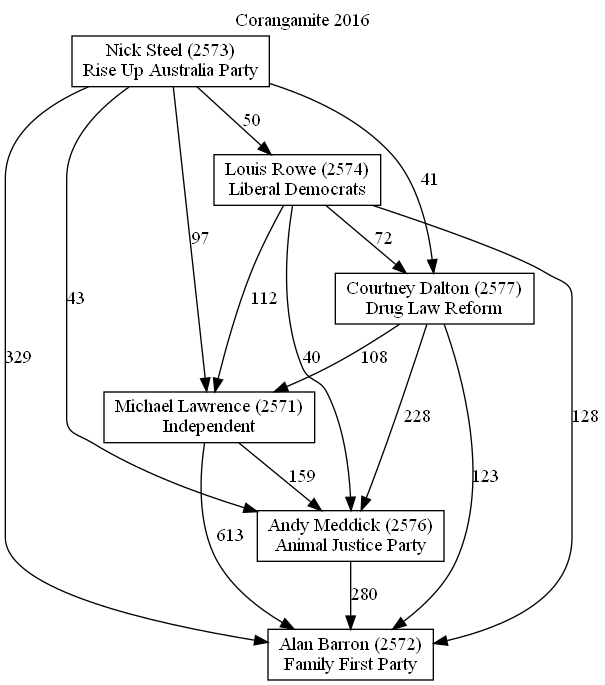 Corangamite 2016
Nick Steel (2573)
Rise Up Australia Party
50
Louis Rowe (2574)
Liberal Democrats
41
97
72
Courtney Dalton (2577)
Drug Law Reform
43
112
329
40
108
Michael Lawrence (2571)
Independent
228
128
159
123
Andy Meddick (2576)
Animal Justice Party
613
280
Alan Barron (2572)
Family First Party